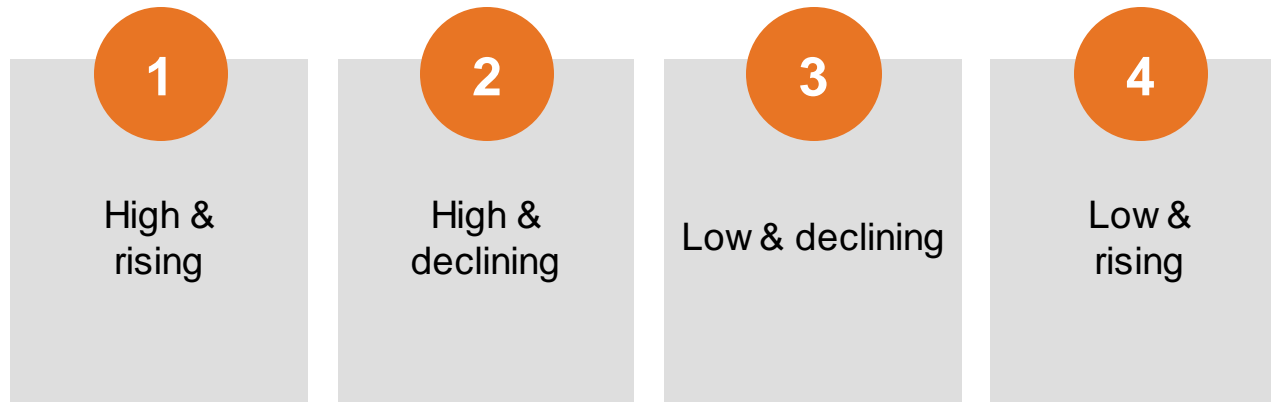 1
High &
rising
2
High &
declining
3
Low & declining
4
Low &
rising